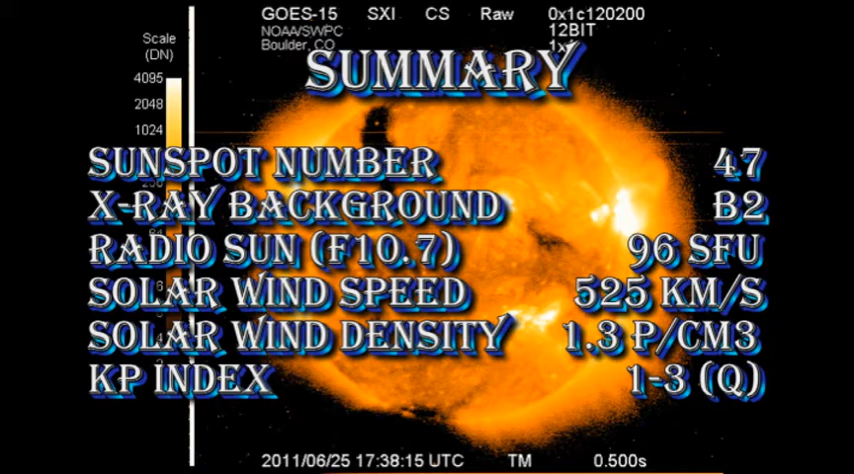 GOES-15 SXI CS Raw 0x1c120200
NOAA/SWPC 12BIT
Boulder, CO
Scale
(DN)
SUMMARY
4095
2048
1024
SUNSPOT NUMBER 47
X-RAY BACKGROUND B2
RADIO SUN (F10.7) 96 SFU
SOLAR WIND SPEED 525 KM/S
SOLAR WIND DENSITY 1.3 P/CM3
KP INDEX 1-3 (Q)
2011/06/25 17:38:15 UTC TM 0.500s